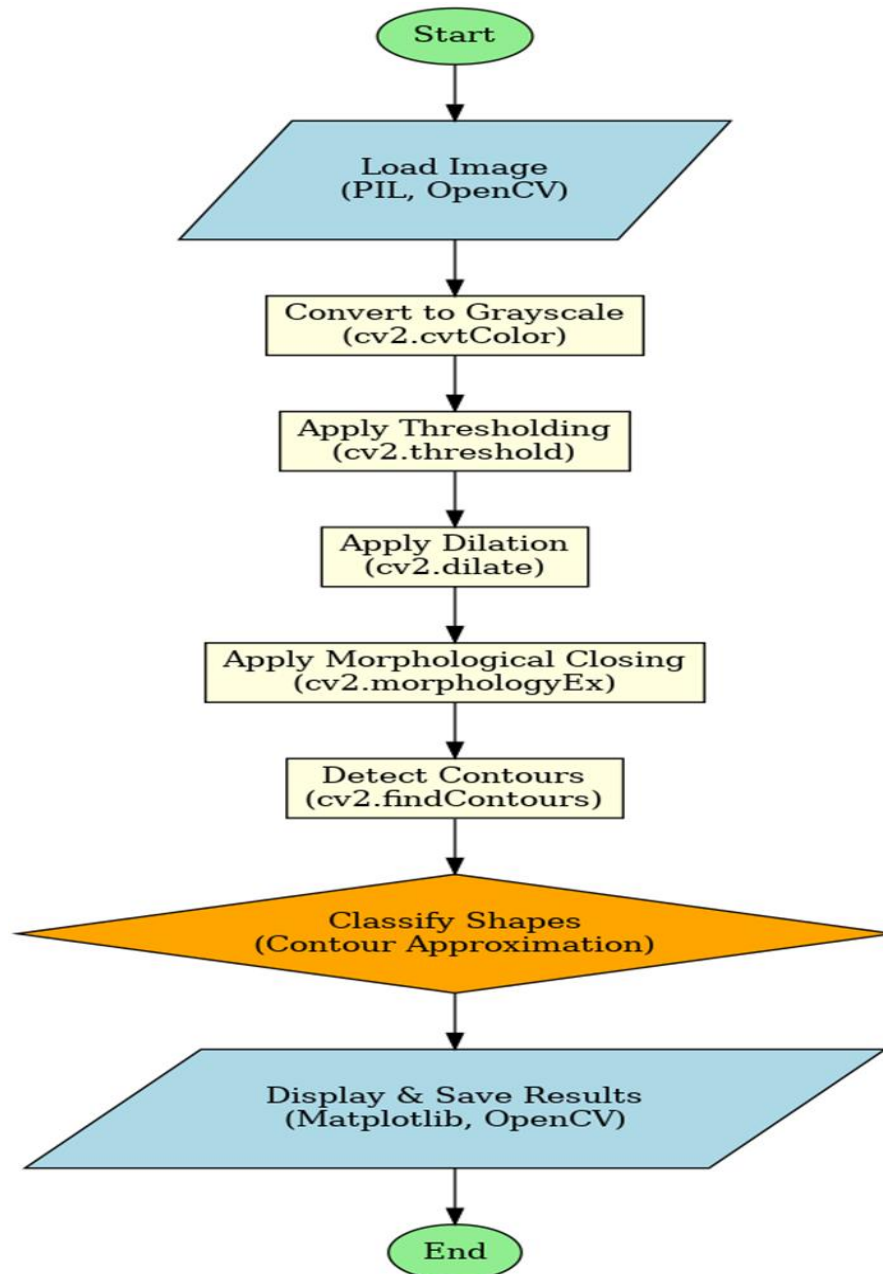 Start
Load Image
(PIL, OpenCV)
Convert to Grayscale
(cv2.cvtColor)
Apply Thresholding
(cv2.threshold)
Apply Dilation
(cv2.dilate)
Apply Morphological Closing
(cv2.morphologyEx)
Detect Contours
(cv2.findContours)
Classify Shapes
(Contour Approximation)
Display & Save Results
(Matplotlib, OpenCV)
End